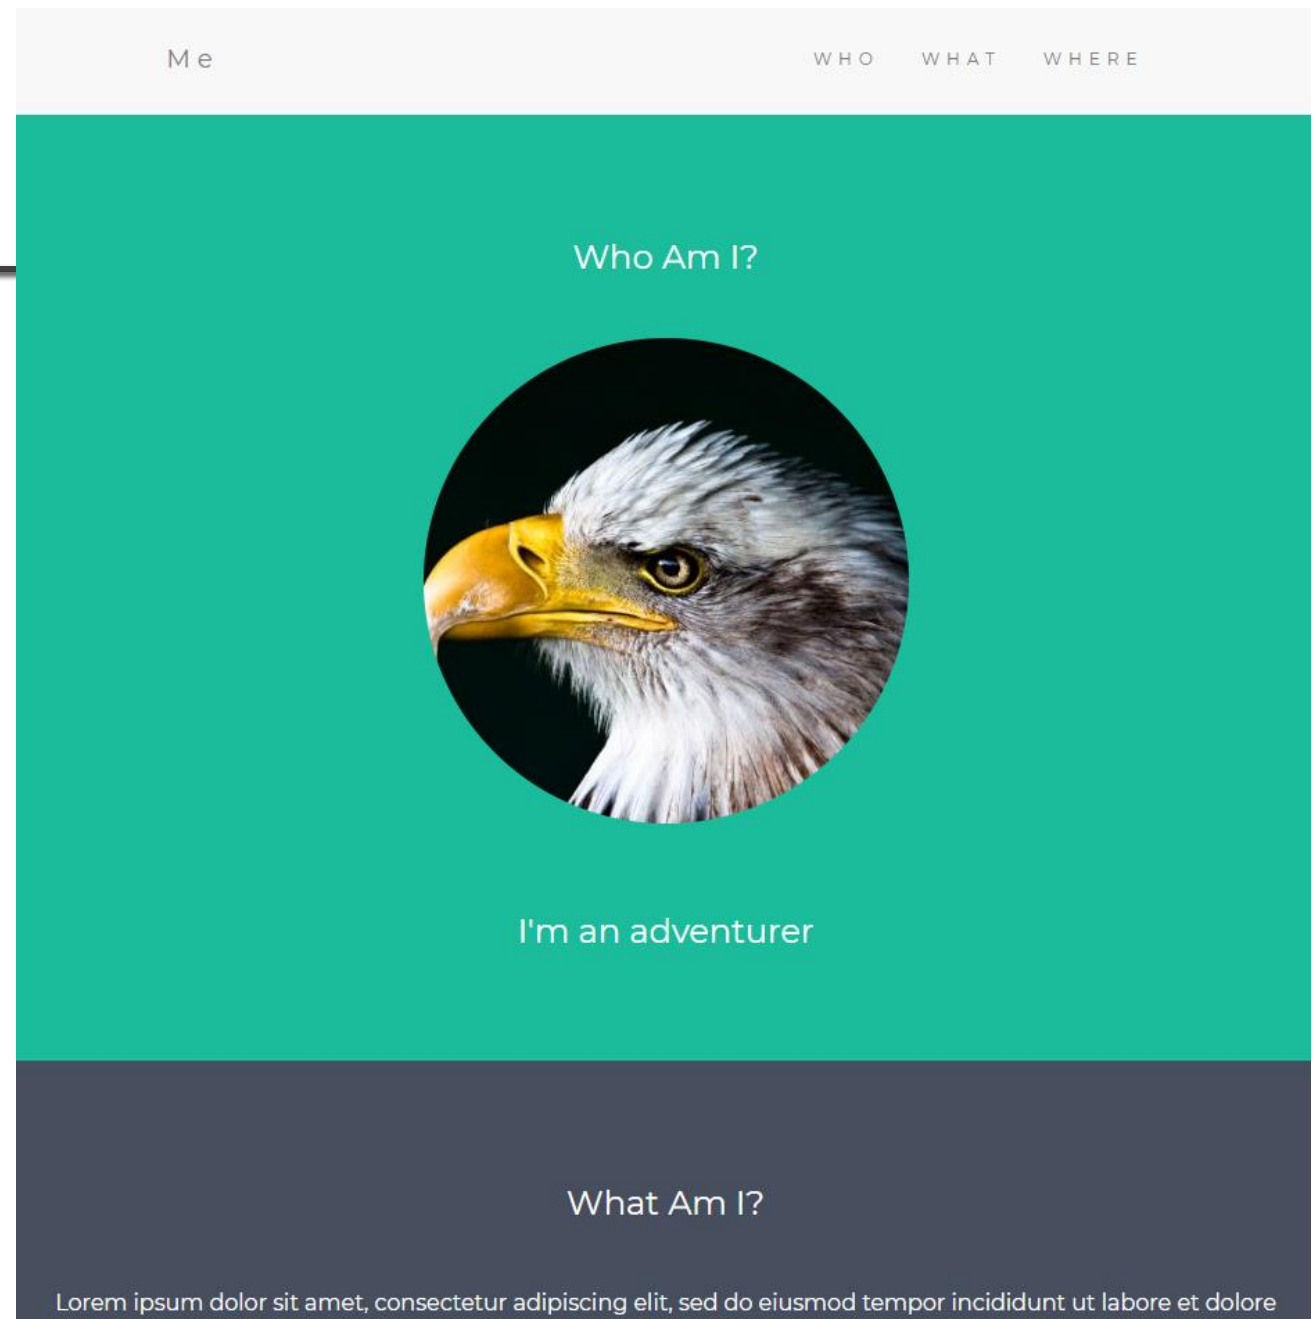 Me
WHO WHAT WHERE
Who Am I?
I'm an adventurer
What Am I?
Lorem ipsum dolor sit amet, consectetur adipiscing elit, sed do eiusmod tempor incididunt ut labore et dolore